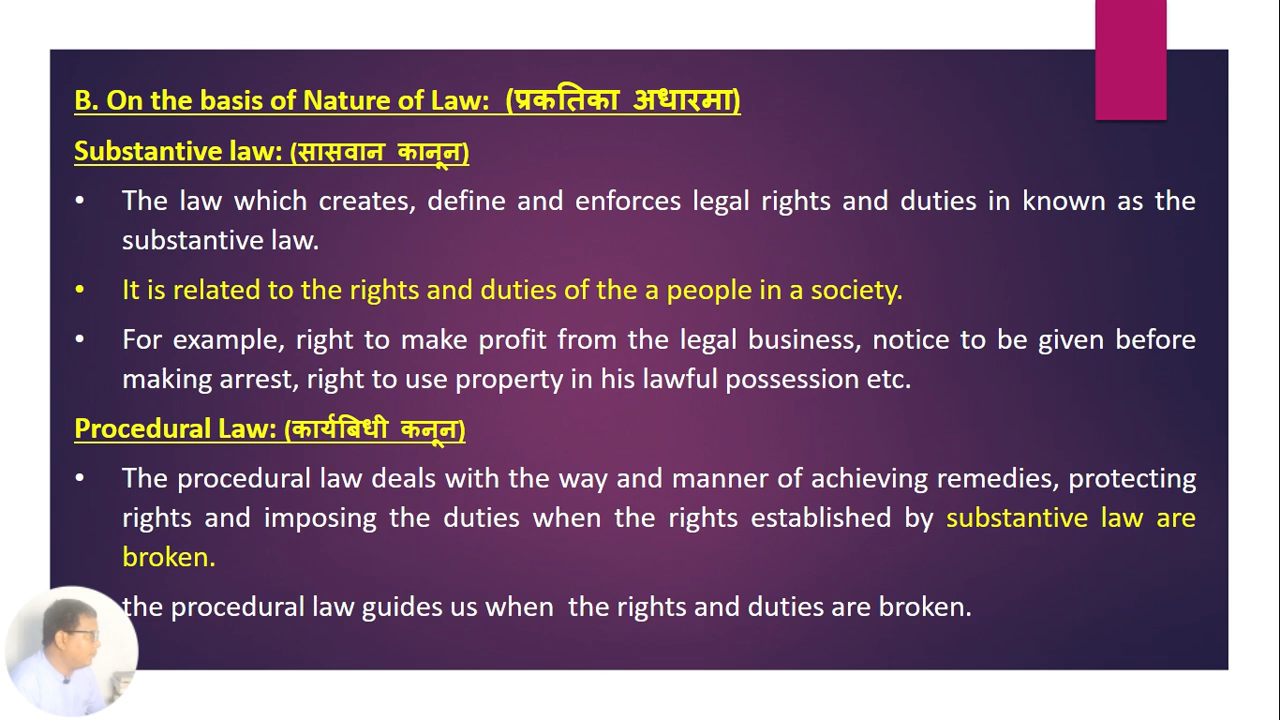 B. On the basis of Nature of Law: (प्रकतिका अधारमा)
Substantive law: (सासवान कानून)
• The law which creates, define and enforces legal rights and duties in known as the
substantive law.
• It is related to the rights and duties of the a people in a society.
• For example, right to make profit from the legal business, notice to be given before
making arrest, right to use property in his lawful possession etc.
Procedural Law: (कार्यबिधी कनून)
• The procedural law deals with the way and manner of achieving remedies, protecting
rights and imposing the duties when the rights established by substantive law are
broken.
the procedural law guides us when the rights and duties are broken.